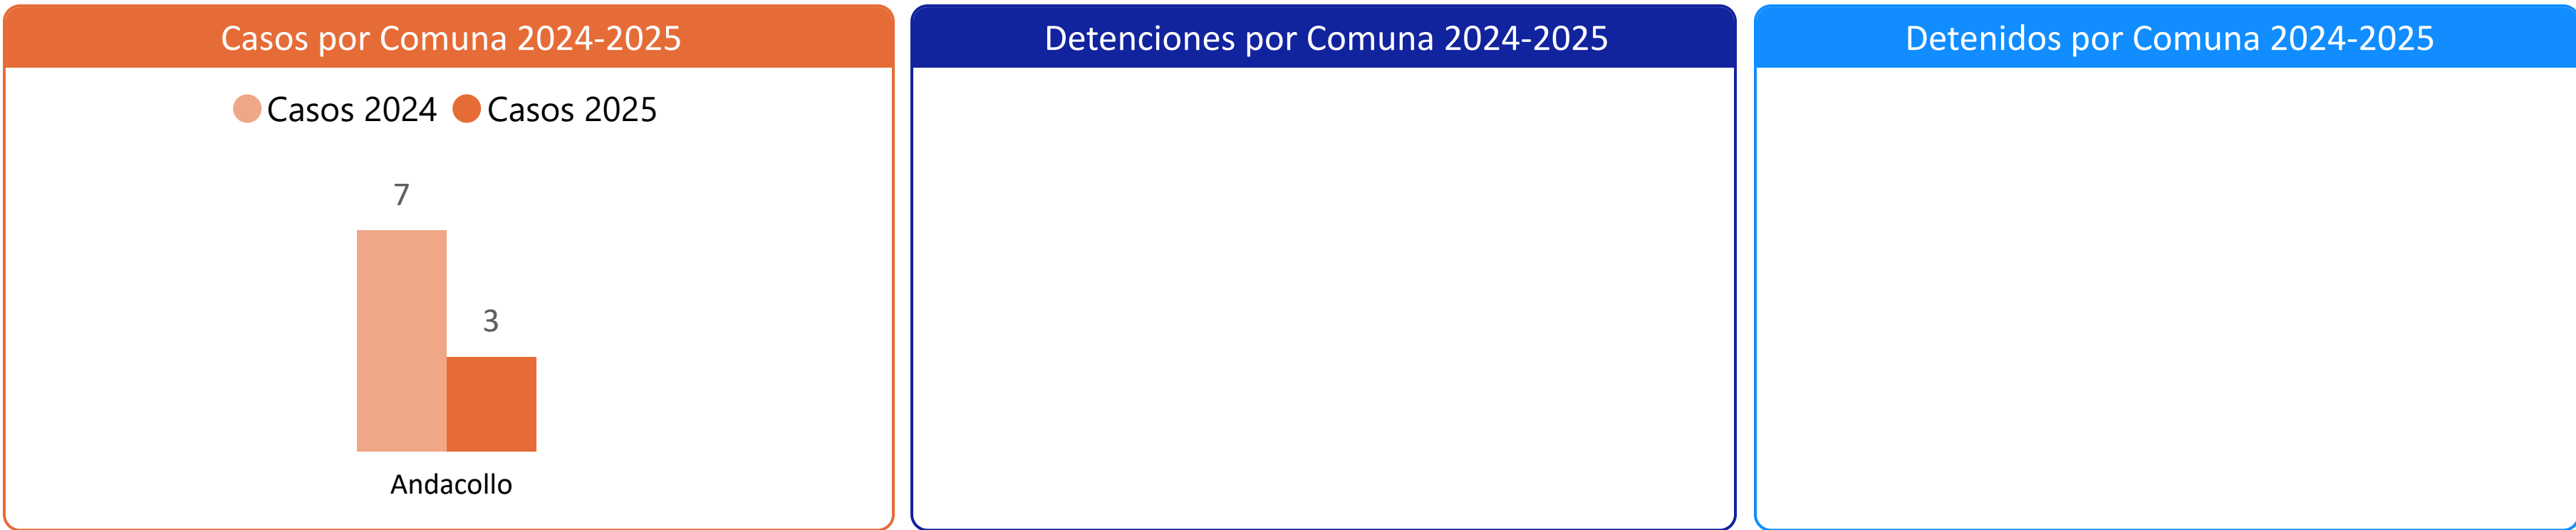 Casos por Comuna 2024-2025
Casos 2024 Casos 2025
7
3
Andacollo
Detenciones por Comuna 2024-2025
Detenidos por Comuna 2024-2025